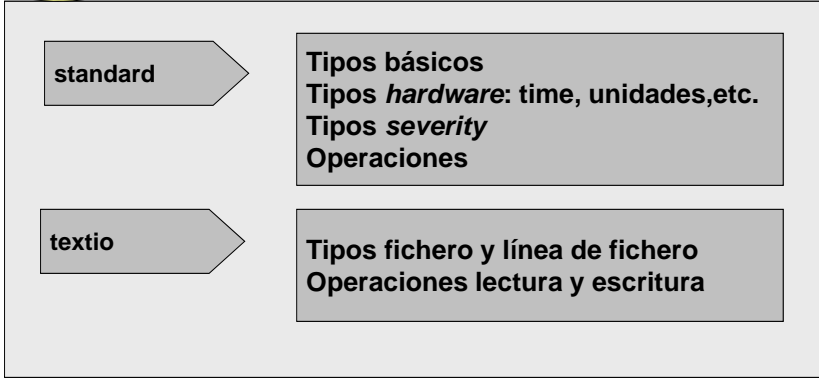 standard
Tipos básicos
Tipos hardware: time, unidades,etc.
Tipos severity
Operaciones
textio
Tipos fichero y línea de fichero
Operaciones lectura y escritura